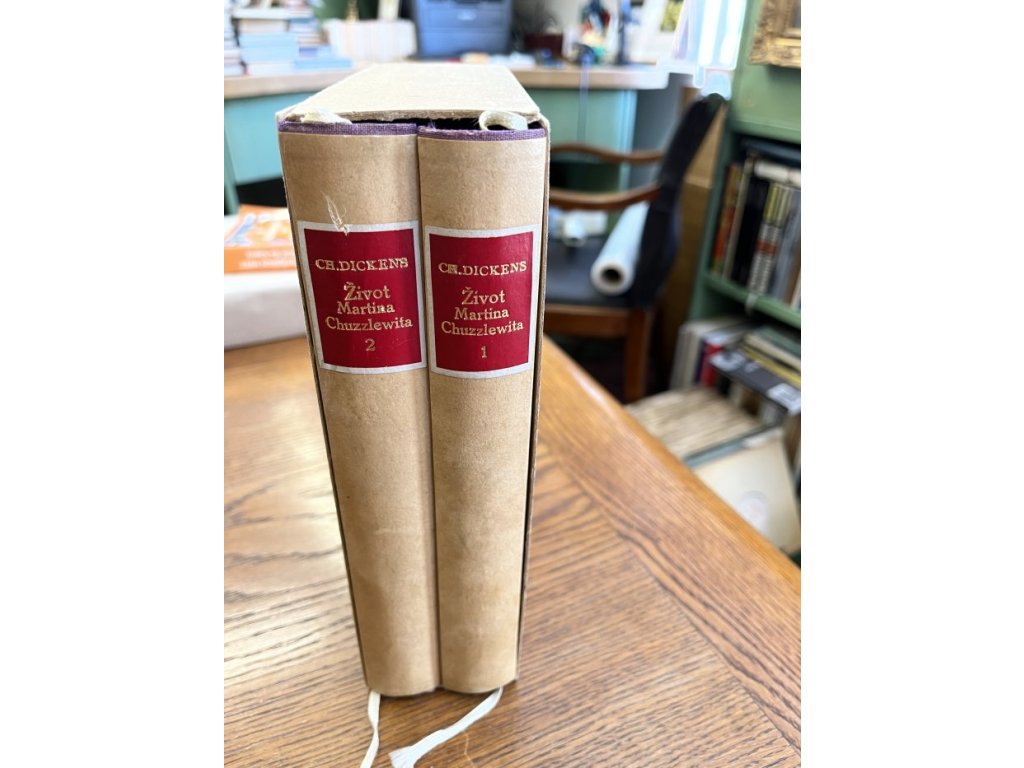 CH. DICKENS
Život
Martina
Chuzzlewita
2
CH. DICKENS
Život
Martina
Chuzzlewita
1